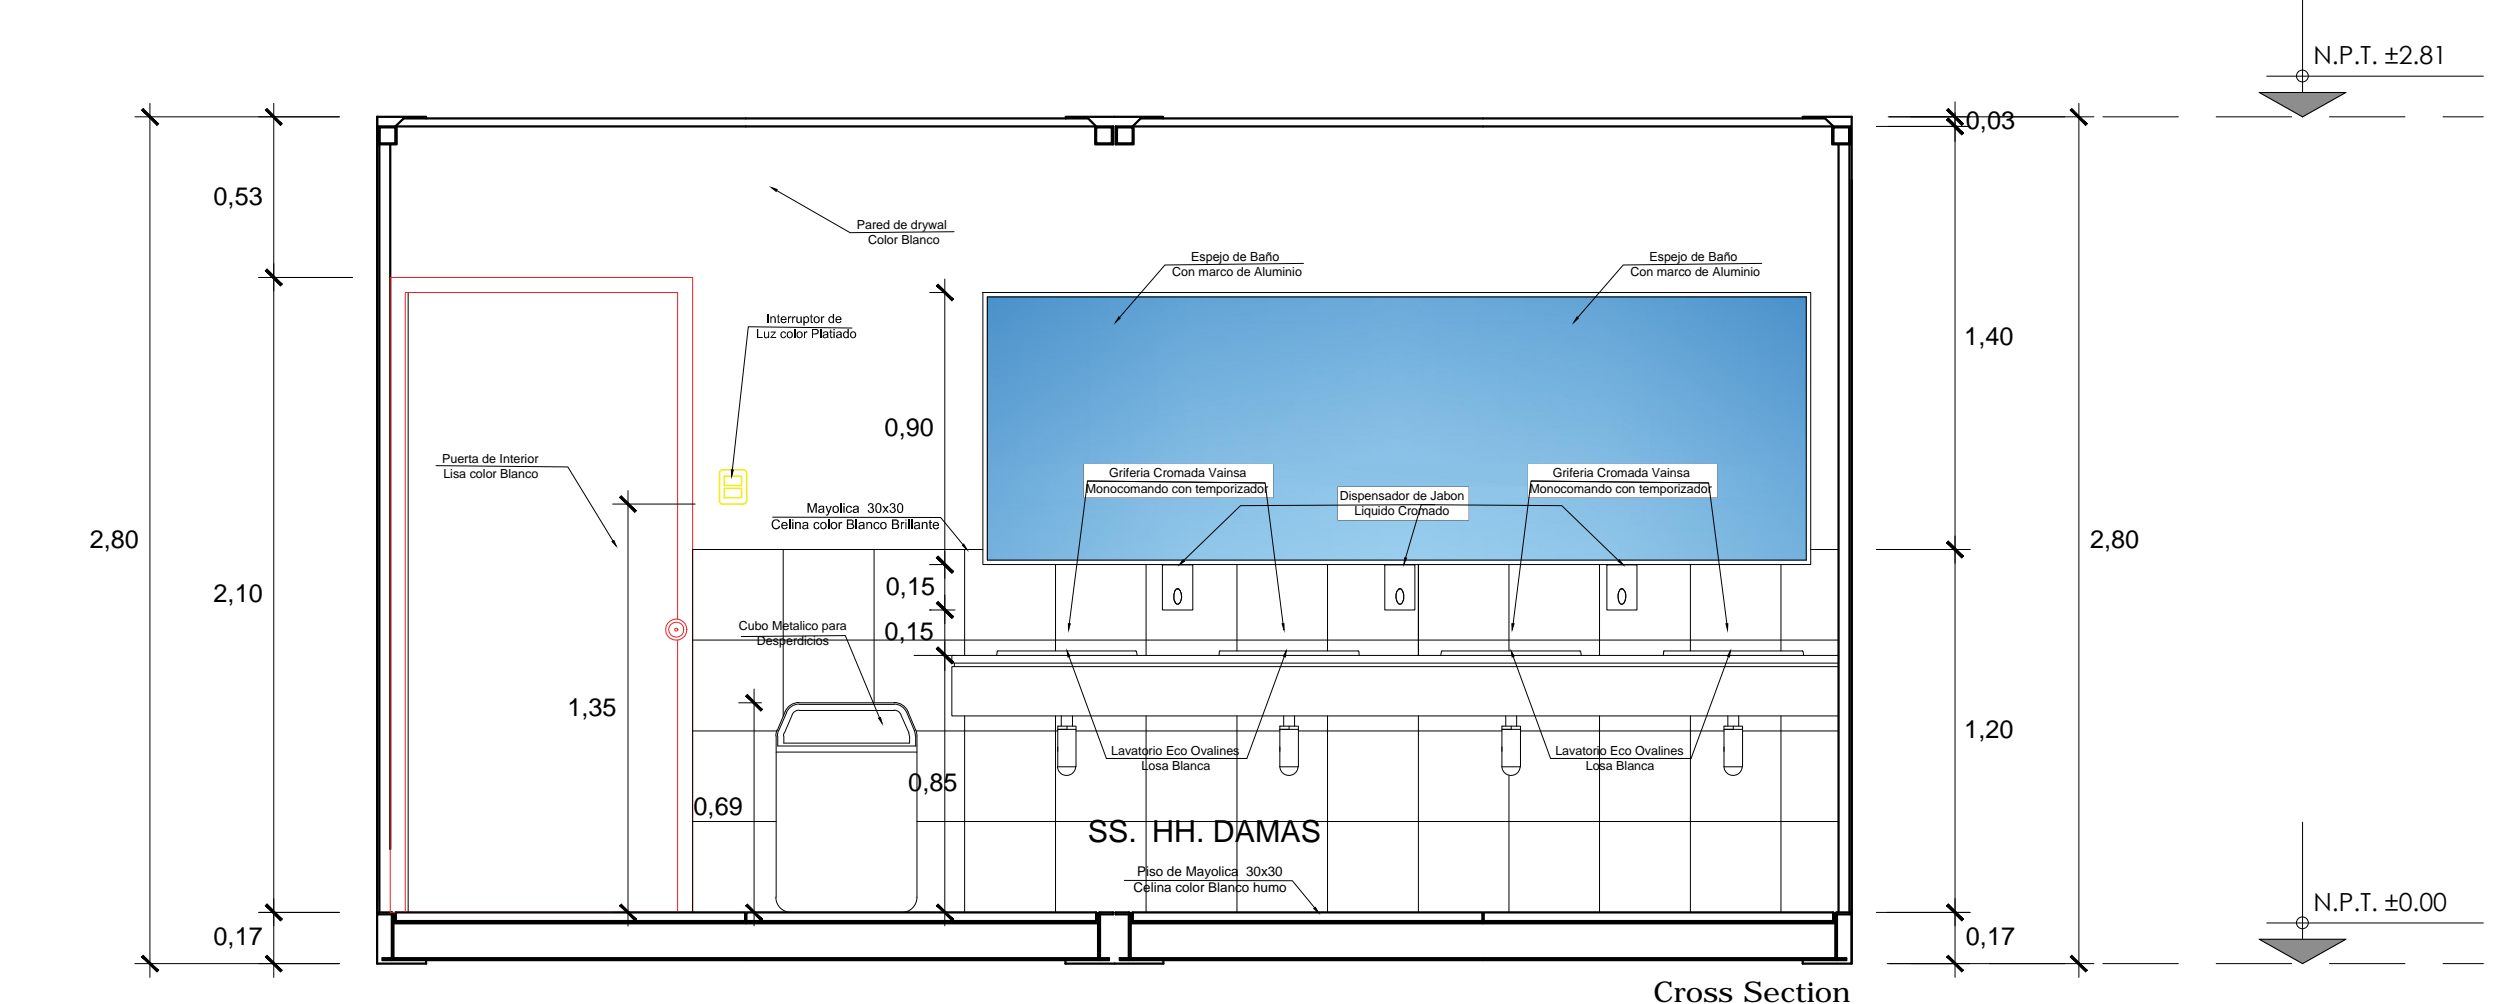 N.P.T. ±2.81
0,03
0,53
Pared de drywal
Color Blanco
Espejo de Baño
Con marco de Aluminio
Espejo de Baño
Con marco de Aluminio
Interruptor de
Luz color Platiado
1,40
0,90
Puerta de Interior
Lisa color Blanco
Griferia Cromada Vainsa
Monocomando con temporizador
Griferia Cromada Vainsa
Monocomando con temporizador
Dispensador de Jabon
Liquido Cromado
Mayolica 30x30
Celina color Blanco Brillante
2,80
2,80
2,10
0,15
0,15
Cubo Metalico para
Desperdicios
1,35
1,20
Lavatorio Eco Ovalines
Losa Blanca
Lavatorio Eco Ovalines
Losa Blanca
0,85
0,69
SS. HH. DAMAS
Piso de Mayolica 30x30
Celina color Blanco humo
N.P.T. ±0.00
0,17
0,17
Cross Section